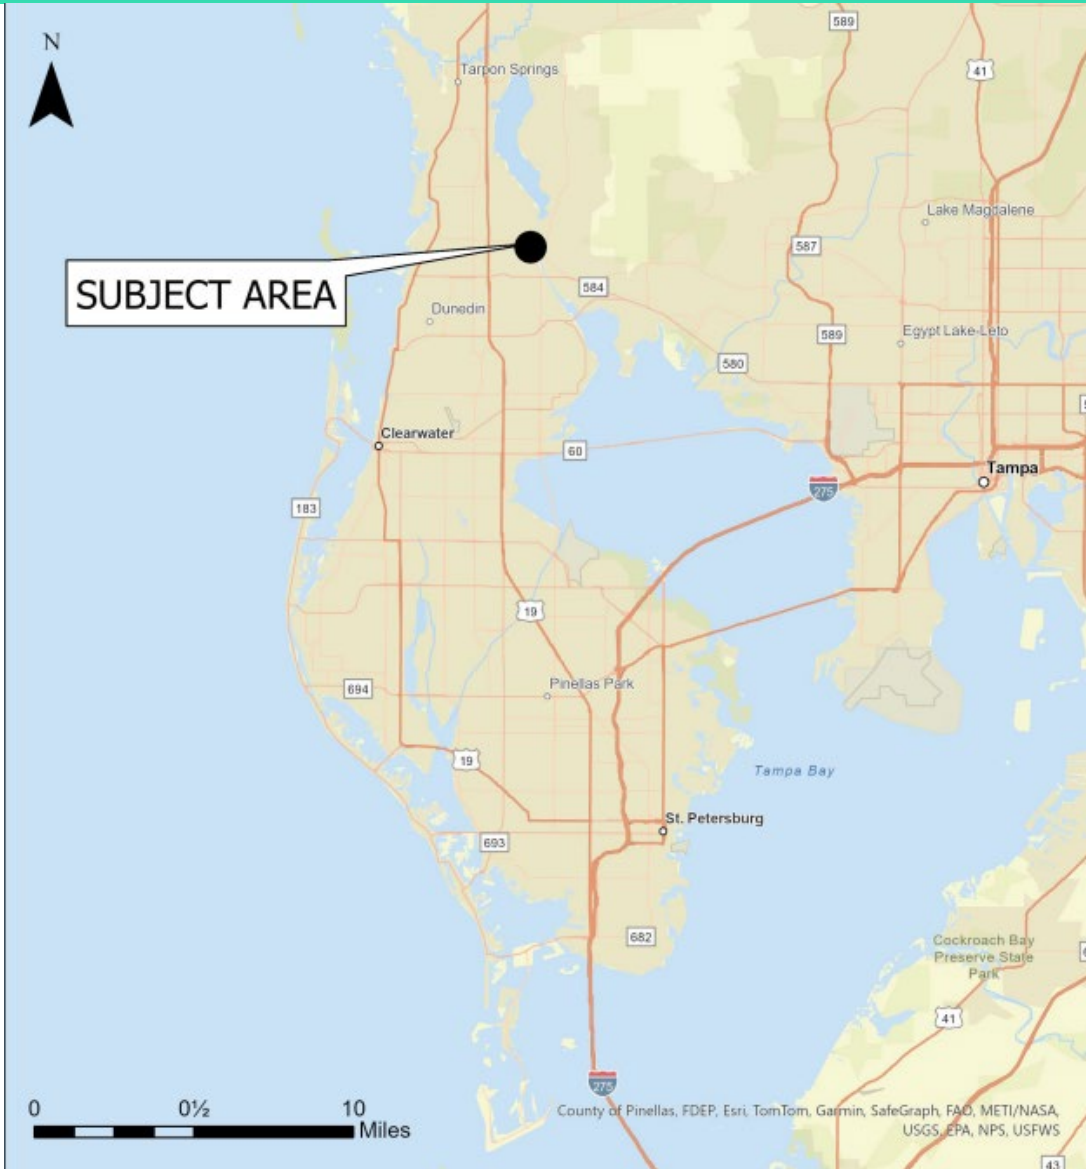 N
589
41
Tarpon Springs
Lake Magdalene
587
SUBJECT AREA
584
Dunedin
589
Egypt Lake-Leto
580
Clearwater
60
Tampa
275
183
19
Pinellas Park
694
19
Tampa Bay
St. Petersburg
693
682
Cockroach Bay
Preserve State
Park
41
275
0 0½ 10
Miles
County of Pinellas, FDEP, Esri, TomTom, Garmin, SafeGraph, FAO, METI/NASA,
USGS, EPA, NPS, USFWS
43